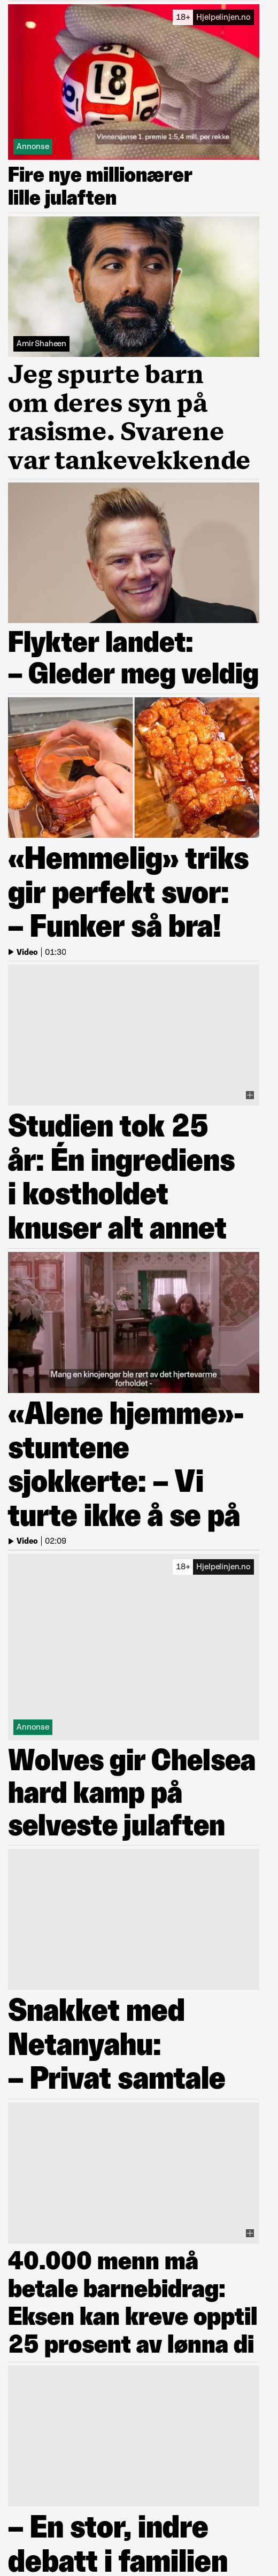 18+ Hjelpelinjen.no
18
Vinnersjanse 1. premie 1:5,4 mill. per rekke
Annonse
Fire nye millionærer
lille julaften
Amir Shaheen
Jeg spurte barn
om deres syn på
rasisme. Svarene
var tankevekkende
Flykter landet:
– Gleder meg veldig
«Hemmelig» triks
gir perfekt svor:
– Funker så bra!
Video | 01:30
Studien tok 25
år: Én ingrediens
i kostholdet
knuser alt annet
Mang en kinojenger ble rørt av det hjertevarme
forholdet -
«Alene hjemme»-
stuntene
sjokkerte: – Vi
turte ikke å se på
Video | 02:09
18+ Hjelpelinjen.no
Annonse
Wolves gir Chelsea
hard kamp på
selveste julaften
Snakket med
Netanyahu:
– Privat samtale
40.000 menn må
betale barnebidrag:
Eksen kan kreve opptil
25 prosent av lønna di
– En stor, indre
debatt i familien